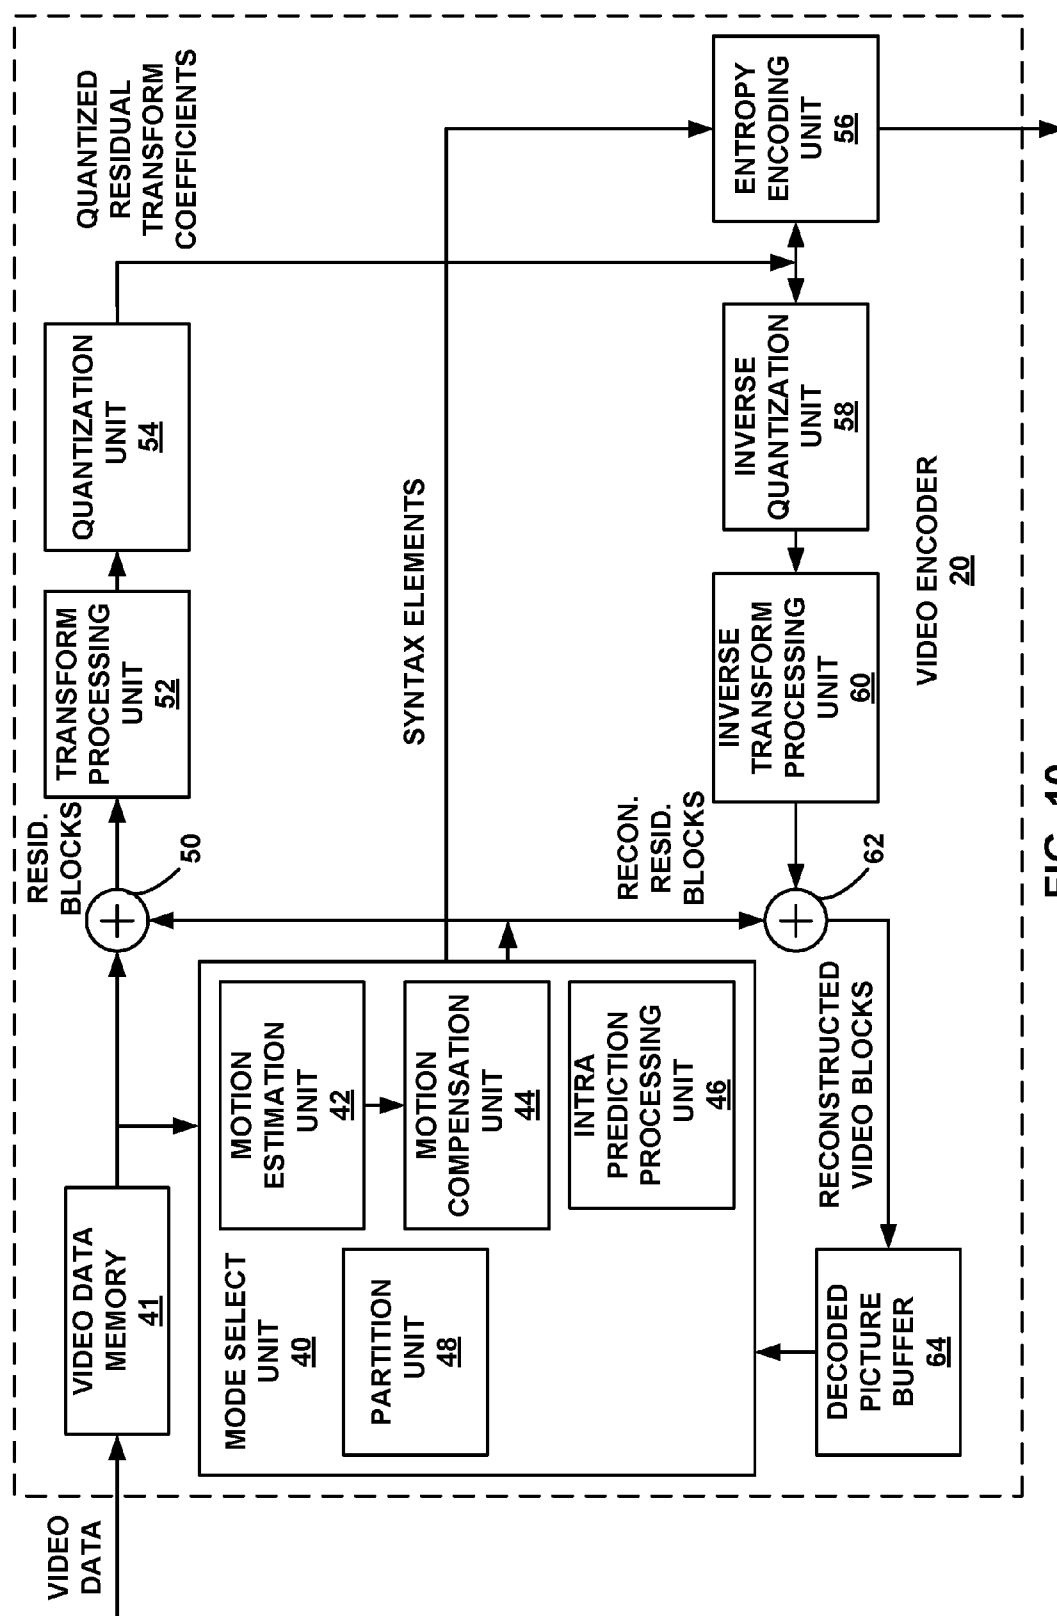 VIDEO
DATA
VIDEO DATA
MEMORY
41
RESID.
BLOCKS
50
TRANSFORM
PROCESSING
UNIT
52
QUANTIZATION
UNIT
54
QUANTIZED
RESIDUAL
TRANSFORM
COEFFICIENTS
MODE SELECT
UNIT
40
PARTITION
UNIT
48
MOTION
ESTIMATION
UNIT
42
MOTION
COMPENSATION
UNIT
44
INTRA
PREDICTION
PROCESSING
UNIT
46
SYNTAX ELEMENTS
RECON.
RESID.
BLOCKS
62
INVERSE
TRANSFORM
PROCESSING
UNIT
60
INVERSE
QUANTIZATION
UNIT
58
ENTROPY
ENCODING
UNIT
56
RECONSTRUCTED
VIDEO BLOCKS
DECODED
PICTURE
BUFFER
64
VIDEO ENCODER
20
FIG.